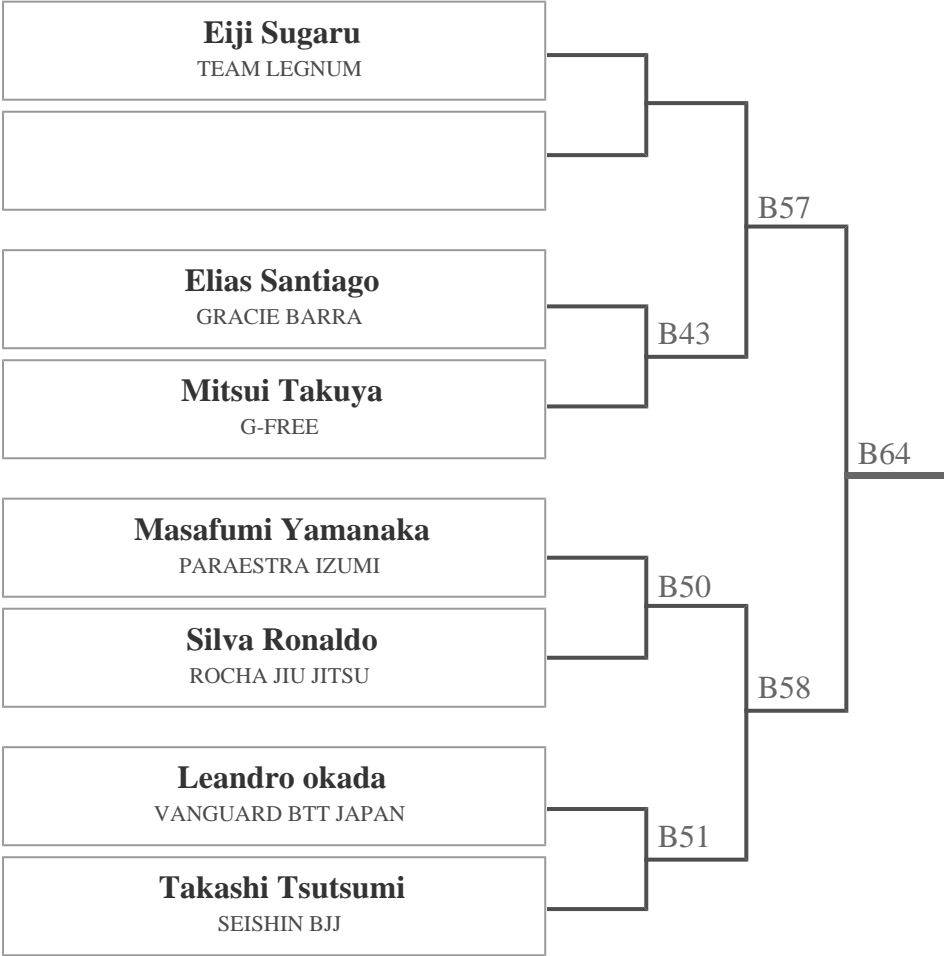 Eiji Sugaru
TEAM LEGNUM
B57
Elias Santiago
GRACIE BARRA
B43
Mitsui Takuya
G-FREE
B64
Masafumi Yamanaka
PARAESTRA IZUMI
B50
Silva Ronaldo
ROCHA JIU JITSU
B58
Leandro okada
VANGUARD BTT JAPAN
B51
Takashi Tsutsumi
SEISHIN BJJ